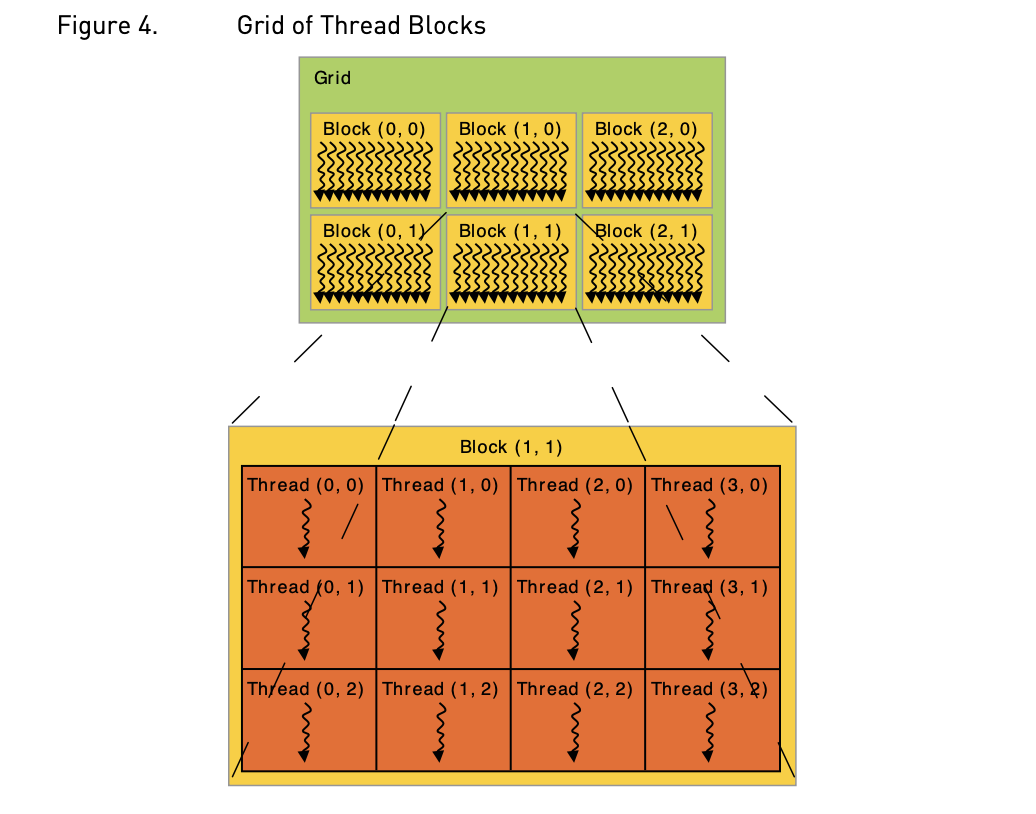 Figure 4. Grid of Thread Blocks
Grid
Block (0, 0) Block (1, 0) Block (2, 0)
Block (0, 1) Block (1, 1) Block (2, 1)
Block (1, 1)
Thread (0, 0) Thread (1, 0) Thread (2, 0) Thread (3, 0)
Thread (0, 1) Thread (1, 1) Thread (2, 1) Thread (3, 1)
Thread (0, 2) Thread (1, 2) Thread (2, 2) Thread (3, 2)